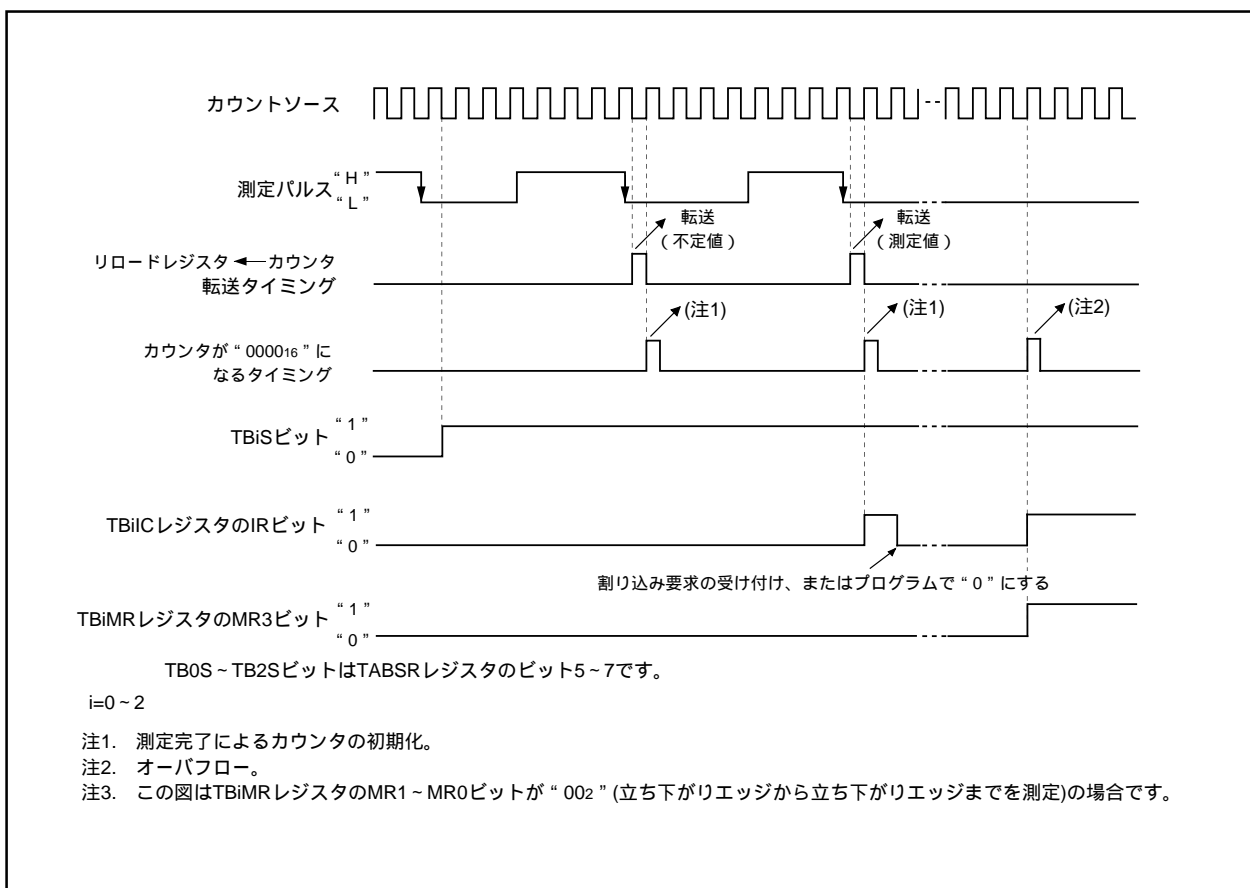 カウントソース
測定パルス
“ H ”
“ L ”
転送
（ 不定値 ）
転送
（ 測定値 ）
リロードレジスタ ← カウンタ
転送タイミング
(注1)
(注1)
(注2)
カウンタが “ 000016 ” に
なるタイミング
TBiSビット
“ 1 ”
“ 0 ”
TBiICレジスタのIRビット
“ 1 ”
“ 0 ”
割り込み要求の受け付け、またはプログラムで “ 0 ” にする
TBiMRレジスタのMR3ビット
“ 1 ”
“ 0 ”
TB0S ~ TB2SビットはTABSRレジスタのビット5 ~ 7です。
i=0 ~ 2
注1. 測定完了によるカウンタの初期化。
注2. オーバフロー。
注3. この図はTBiMRレジスタのMR1 ~ MR0ビットが “ 002 ” (立ち下がりエッジから立ち下がりエッジまでを測定)の場合です。